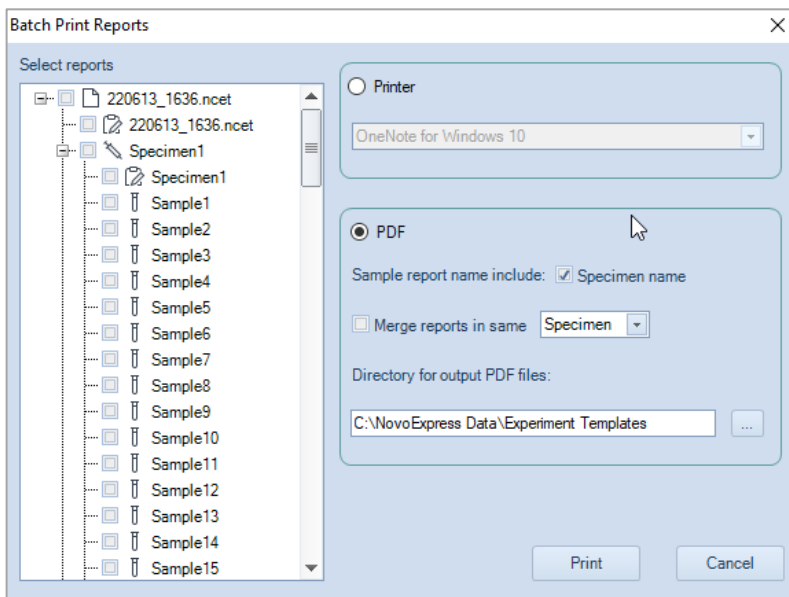 Batch Print Reports
Select reports
220613_1636.ncet
220613_1636.ncet
Specimen1
Specimen1
Sample1
Sample2
Sample3
Sample4
Sample5
Sample6
Sample7
Sample8
Sample9
Sample10
Sample11
Sample12
Sample13
Sample14
Sample15
Printer
OneNote for Windows 10
PDF
Sample report name include: Specimen name
Merge reports in same Specimen
Directory for output PDF files:
C:\NovoExpress Data\Experiment Templates
...
Print Cancel